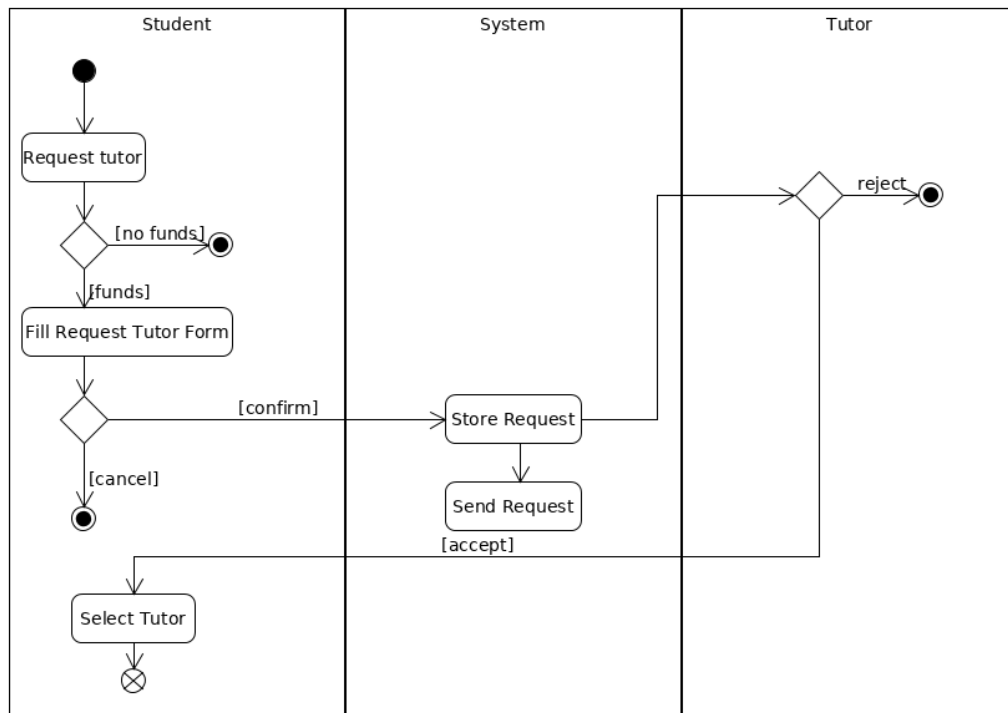 Student
System
Tutor
Request tutor
reject
[no funds]
[funds]
Fill Request Tutor Form
[confirm]
Store Request
[cancel]
Send Request
[accept]
Select Tutor